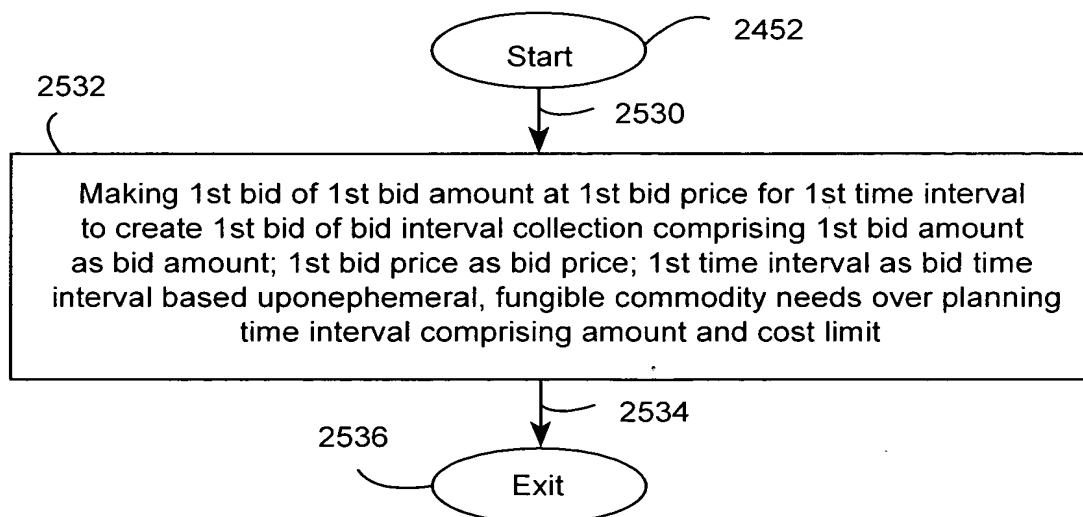 2452
Start
2532
2530
Making 1st bid of 1st bid amount at 1st bid price for 1st time interval
to create 1st bid of bid interval collection comprising 1st bid amount
as bid amount; 1st bid price as bid price; 1st time interval as bid time
interval based uponephemeral, fungible commodity needs over planning
time interval comprising amount and cost limit
2534
2536
Exit